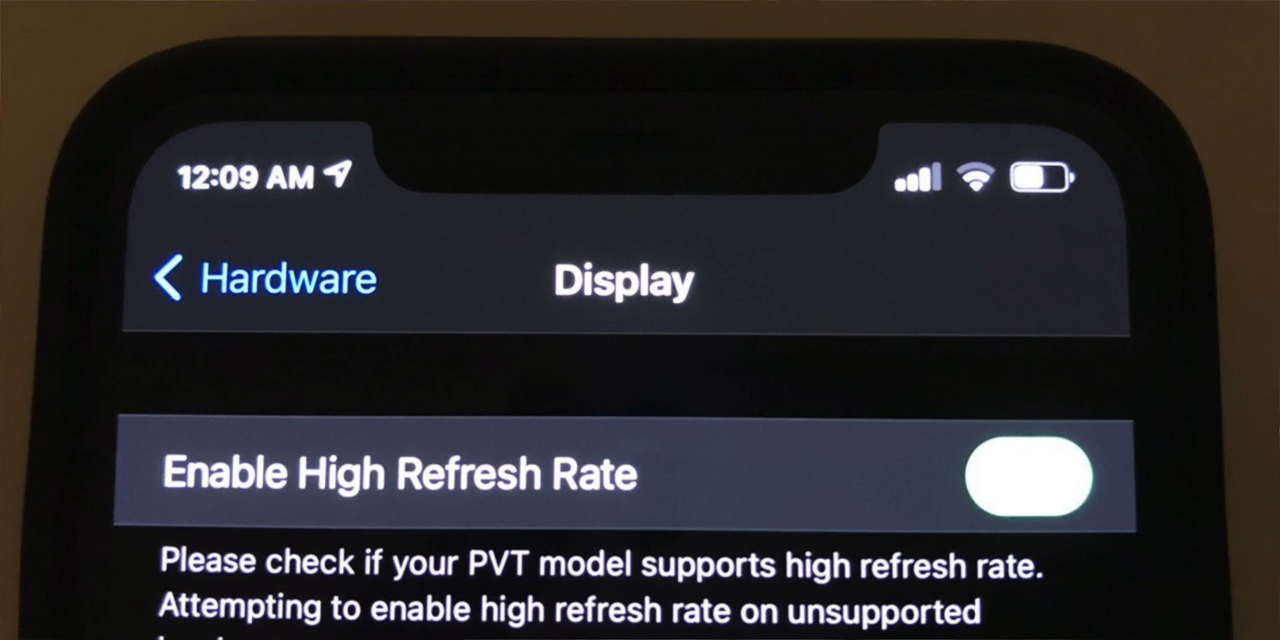 12:09 AM
Hardware
Display
Enable High Refresh Rate
Please check if your PVT model supports high refresh rate.
Attempting to enable high refresh rate on unsupported